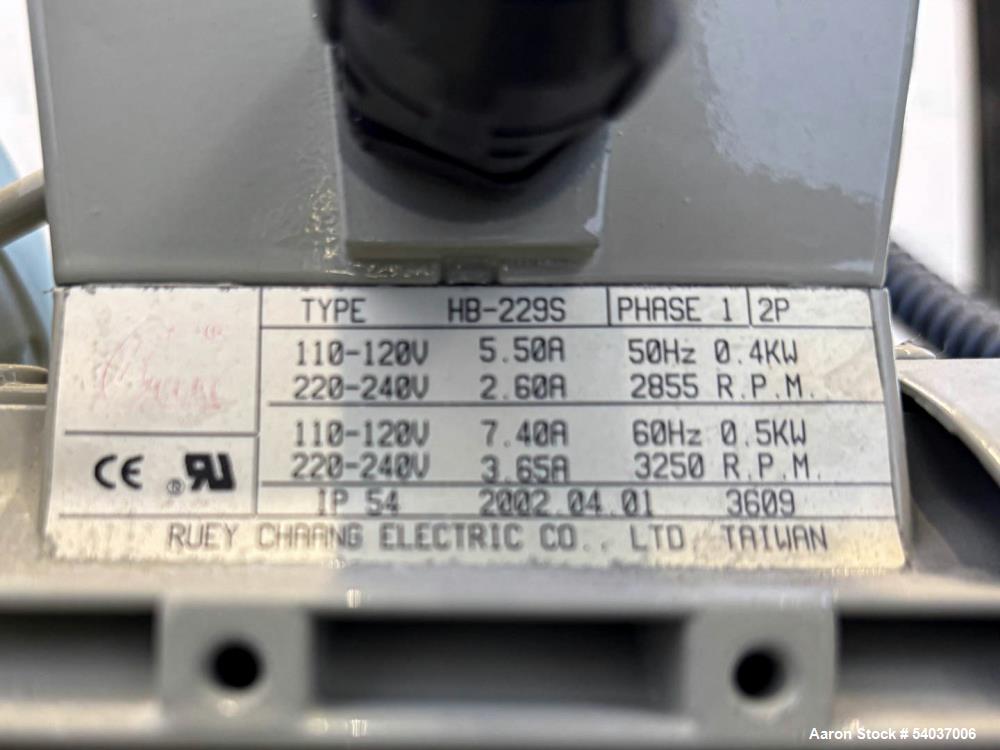 TYPE HB-229S PHASE 1 2P
110-120V 5.50A 50Hz 0.4KW
220-240V 2.60A 2855 R.P.M.
110-120V 7.40A 60Hz 0.5KW
220-240V 3.65A 3250 R.P.M.
CE ® RU
IP 54 2002.04.01 3609
RUEY CHAANG ELECTRIC CO., LTD TAIWAN
Aaron Stock # 54037006